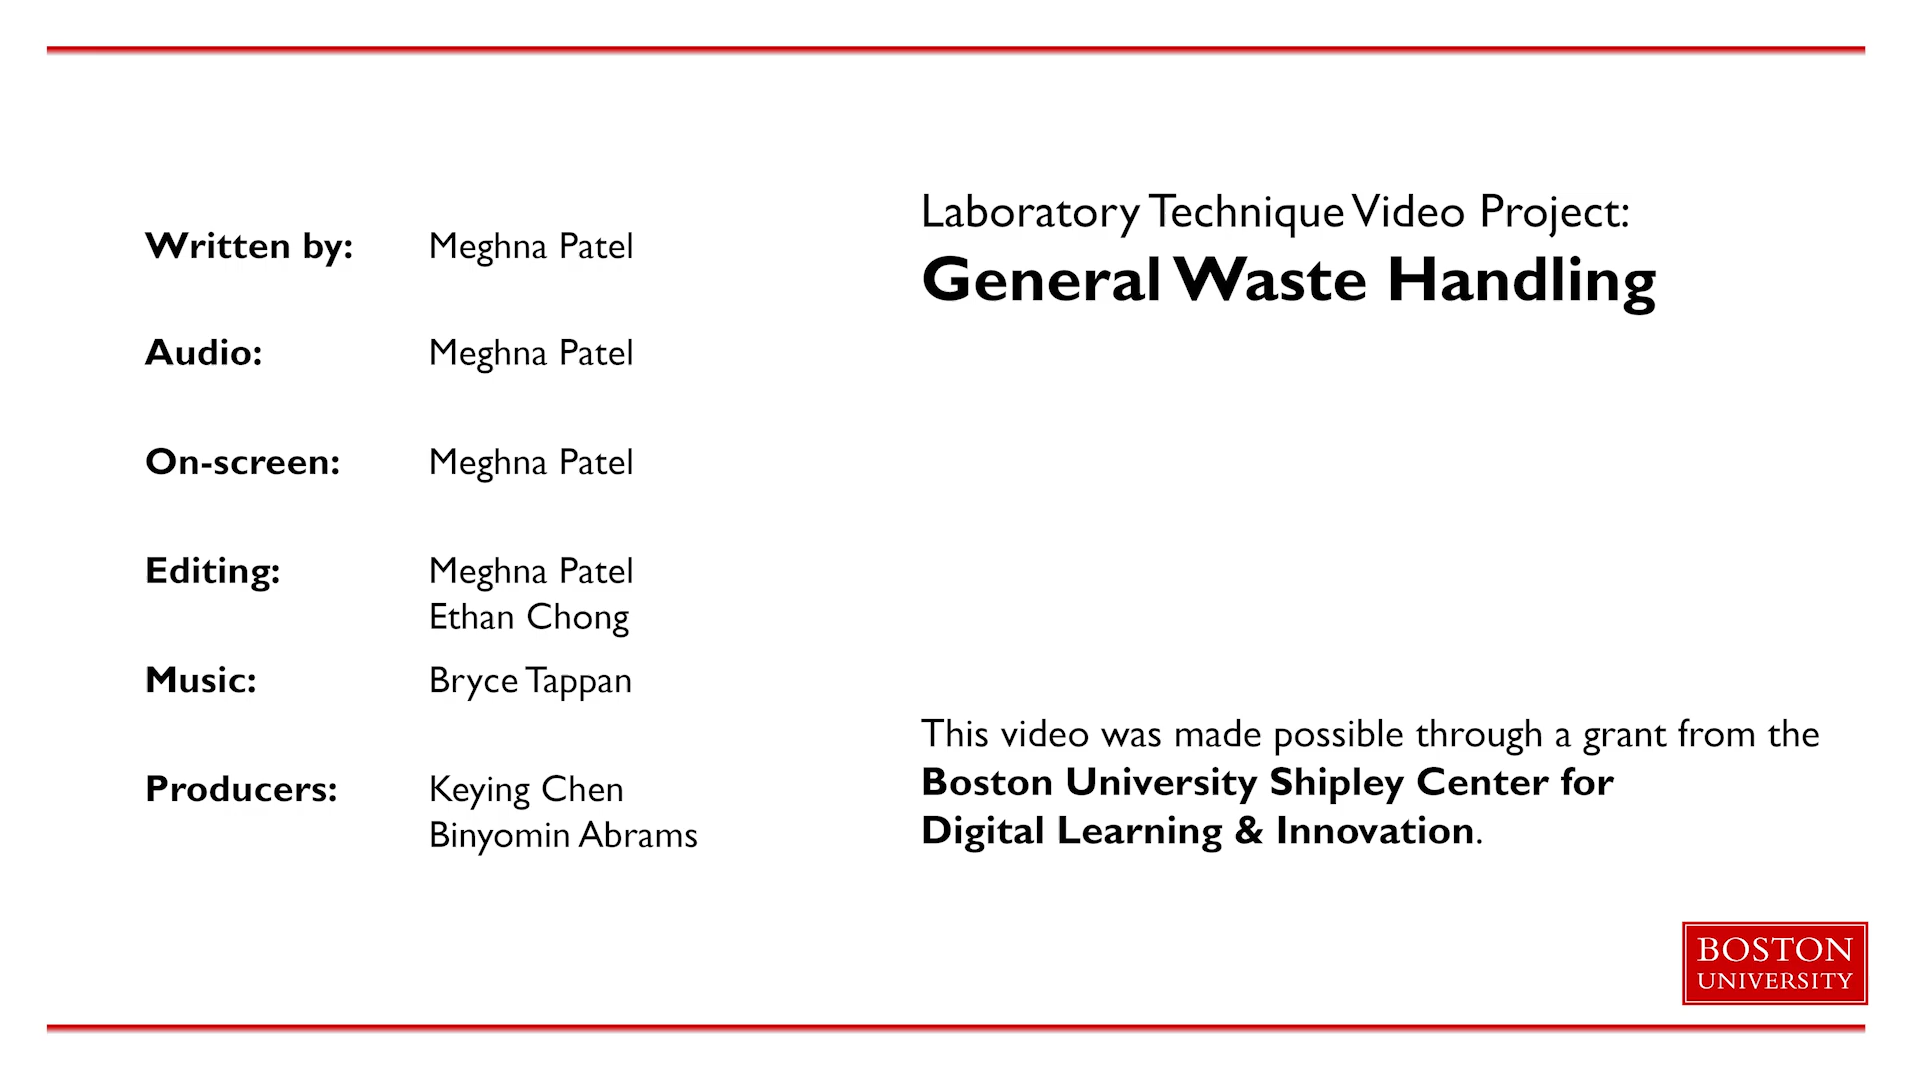 Written by: Meghna Patel
Audio: Meghna Patel
On-screen: Meghna Patel
Editing: Meghna Patel
Ethan Chong
Music: Bryce Tappan
Producers: Keying Chen
Binyomin Abrams
Laboratory Technique Video Project:
General Waste Handling
This video was made possible through a grant from the
Boston University Shipley Center for
Digital Learning & Innovation.
BOSTON
UNIVERSITY